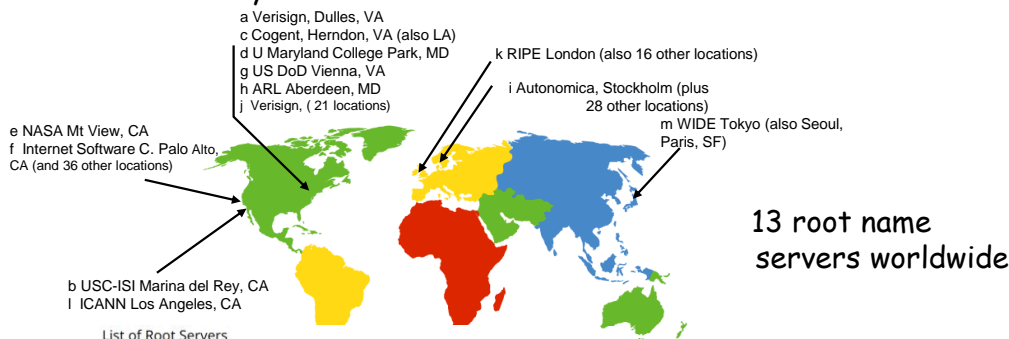 a Verisign, Dulles, VA
c Cogent, Herndon, VA (also LA)
d U Maryland College Park, MD
g US DoD Vienna, VA
h ARL Aberdeen, MD
j Verisign, ( 21 locations)
k RIPE London (also 16 other locations)
i Autonomica, Stockholm (plus
28 other locations)
m WIDE Tokyo (also Seoul,
Paris, SF)
e NASA Mt View, CA
f Internet Software C. Palo Alto,
CA (and 36 other locations)
13 root name
servers worldwide
b USC-ISI Marina del Rey, CA
l ICANN Los Angeles, CA
List of Root Servers